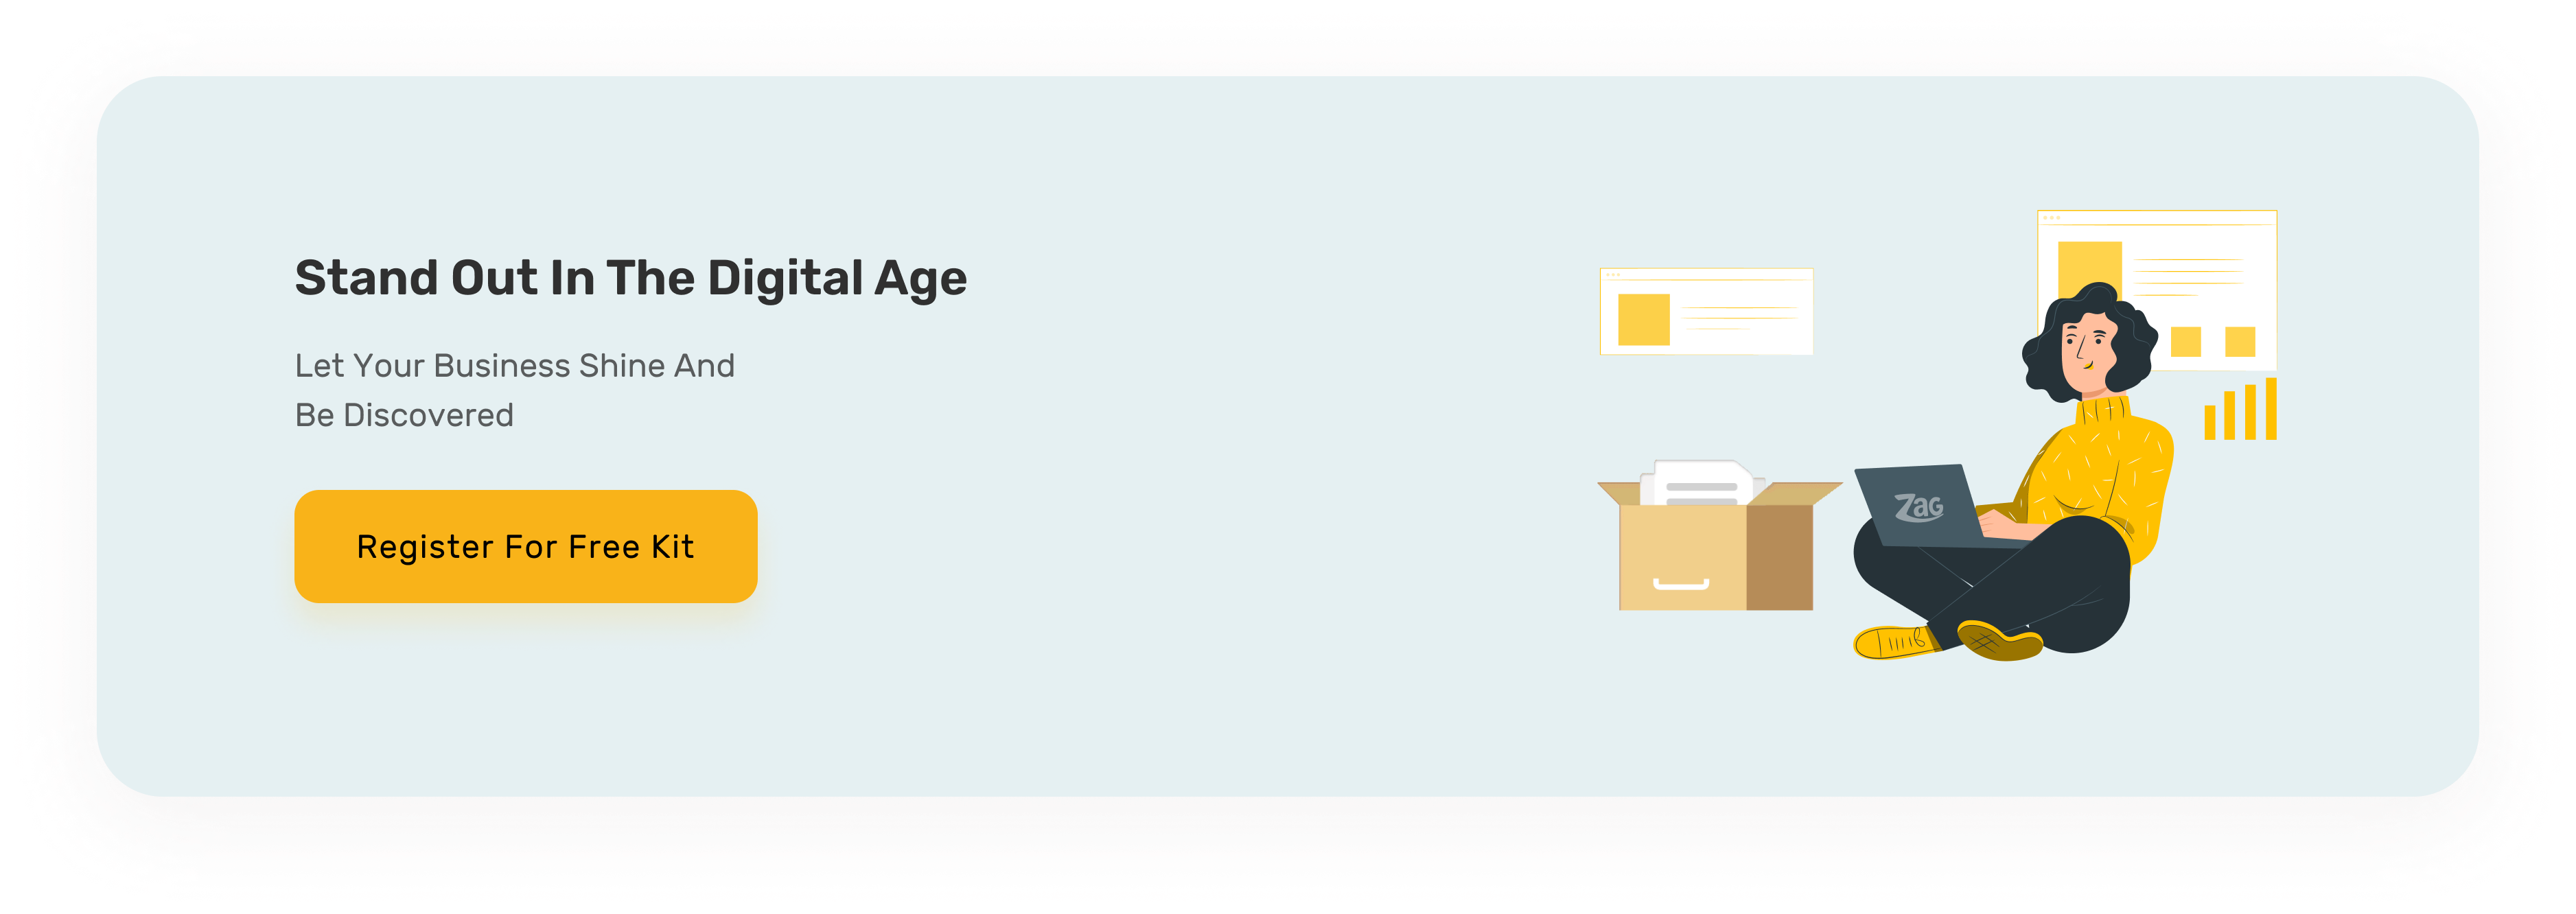 Stand Out In The Digital Age
Let Your Business Shine And
Be Discovered
Register For Free Kit
Zag